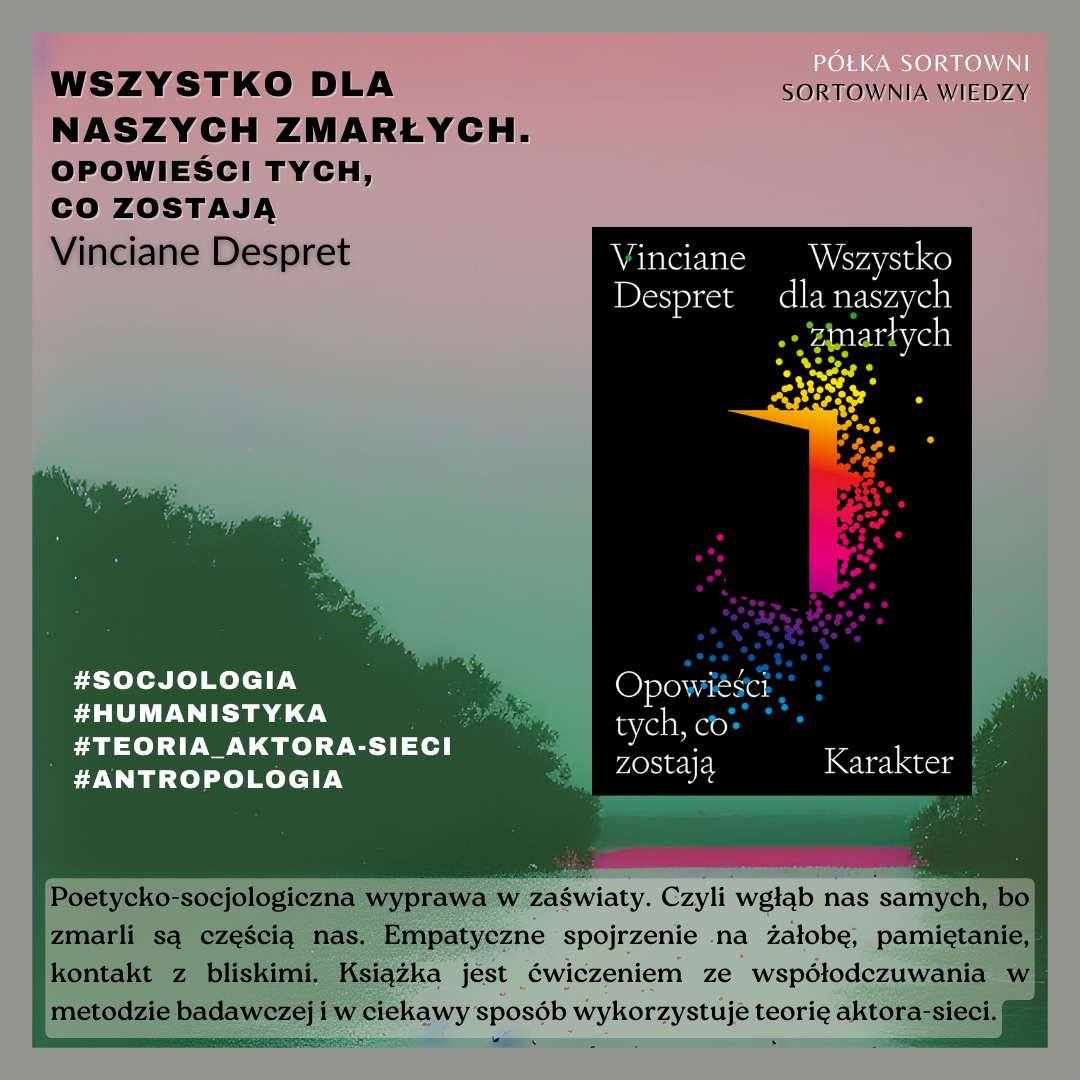 WSZYSTKO DLA
NASZYCH ZMARŁYCH.
OPOWIEŚCI TYCH,
CO ZOSTAJĄ
Vinciane Despret
PÓŁKA SORTOWNI
SORTOWNIA WIEDZY
Vinciane
Despret
Wszystko
dla naszych
zmarłych
Opowieści
tych, co
zostają
Karakter
#SOCJOLOGIA
#HUMANISTYKA
#TEORIA_AKTORA-SIECI
#ANTROPOLOGIA
Poetycko-socjologiczna wyprawa w zaświaty. Czyli wgłąb nas samych, bo
zmarli są częścią nas. Empatyczne spojrzenie na żałobę, pamiętanie,
kontakt z bliskimi. Książka jest ćwiczeniem ze współodczuwania w
metodzie badawczej i w ciekawy sposób wykorzystuje teorię aktora-sieci.